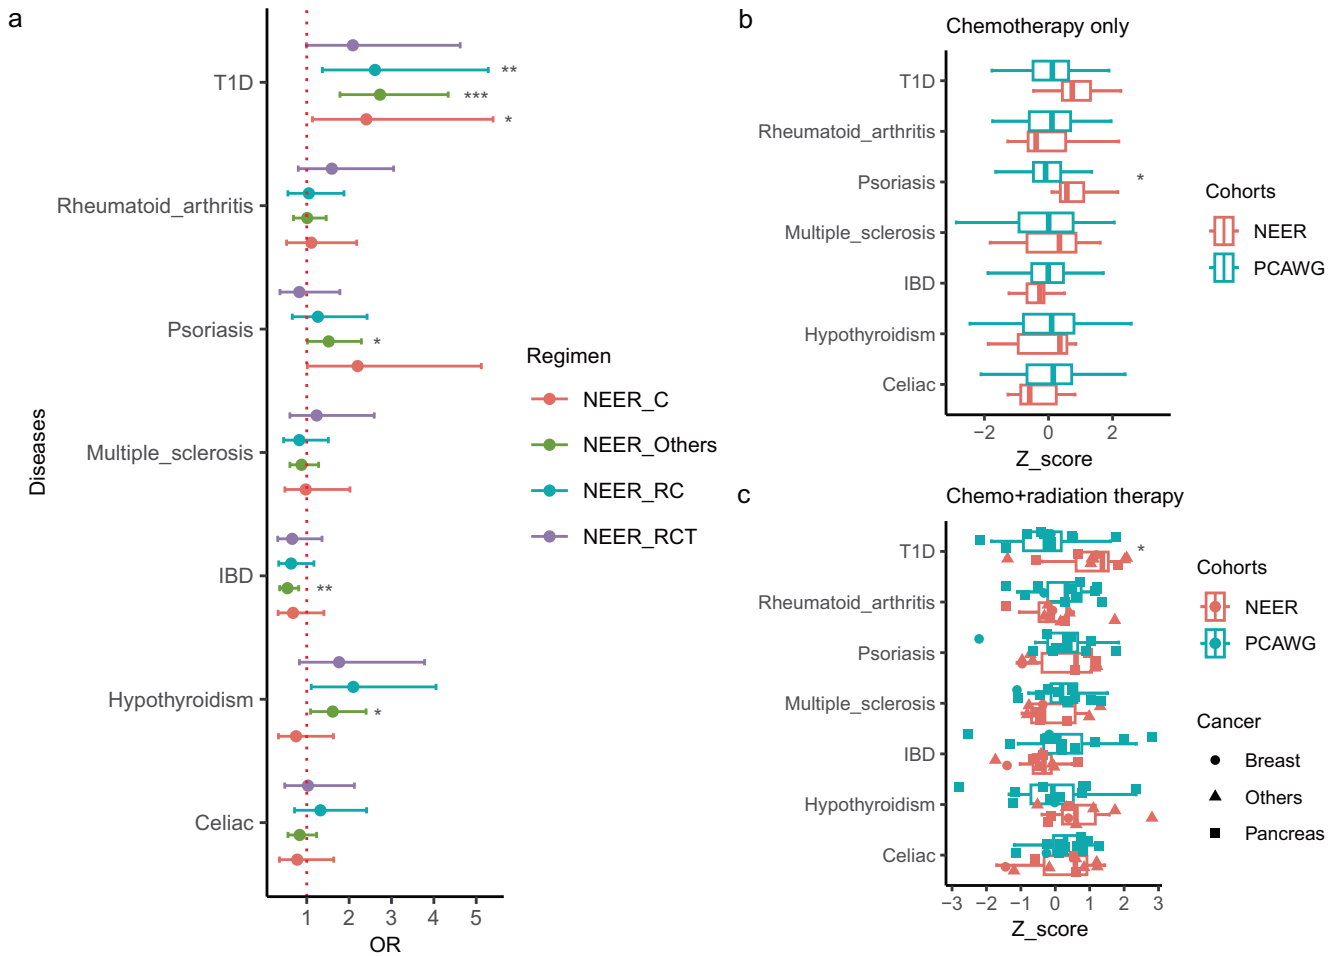 a
Diseases
T1D
Rheumatoid_arthritis
Psoriasis
Multiple_sclerosis
IBD
Hypothyroidism
Celiac
**
***
*
*
**
*
1 2 3 4 5
OR
Regimen
NEER_C
NEER_Others
NEER_RC
NEER_RCT
b
Chemotherapy only
T1D
Rheumatoid_arthritis
Psoriasis
Multiple_sclerosis
IBD
Hypothyroidism
Celiac
*
−2 0 2
Z_score
Cohorts
NEER
PCAWG
c
Chemo+radiation therapy
T1D
Rheumatoid_arthritis
Psoriasis
Multiple_sclerosis
IBD
Hypothyroidism
Celiac
*
−3 −2 −1 0 1 2 3
Z_score
Cohorts
NEER
PCAWG
Cancer
Breast
Others
Pancreas